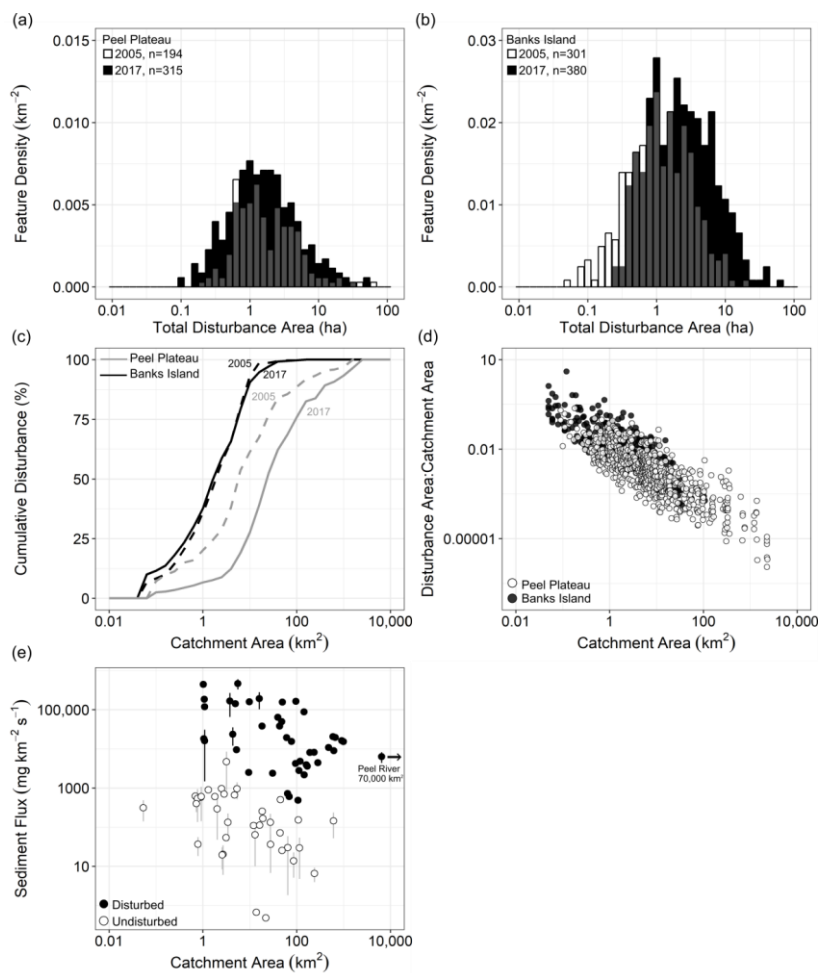 (a)
Peel Plateau
2005, n=194
2017, n=315
Feature Density (km⁻²)
0.015
0.010
0.005
0.000
0.01 0.1 1 10 100
Total Disturbance Area (ha)
(b)
Banks Island
2005, n=301
2017, n=380
Feature Density (km⁻²)
0.03
0.02
0.01
0.00
0.01 0.1 1 10 100
Total Disturbance Area (ha)
(c)
Peel Plateau
Banks Island
2005
2017
2005
2017
Cumulative Disturbance (%)
100
75
50
25
0
0.01 1 100 10,000
Catchment Area (km²)
(d)
Disturbance Area:Catchment Area
10
0.01
0.00001
Peel Plateau
Banks Island
0.01 1 100 10,000
Catchment Area (km²)
(e)
Sediment Flux (mg km⁻² s⁻¹)
100,000
1000
10
Peel River
70,000 km²
Disturbed
Undisturbed
0.01 1 100 10,000
Catchment Area (km²)